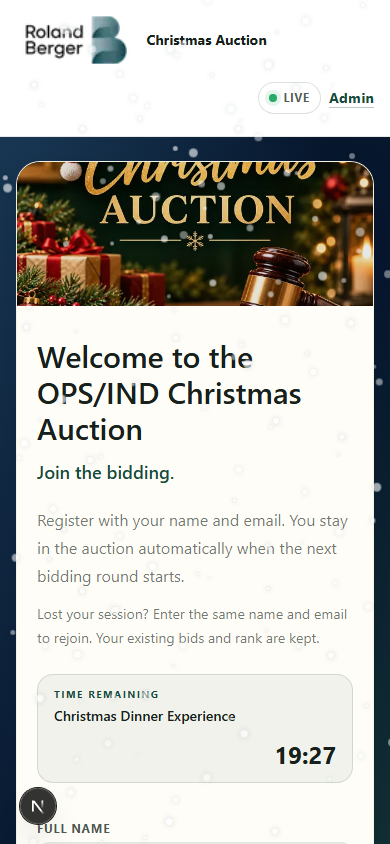 Roland
Berger
Christmas Auction
LIVE
Admin
Christmas
AUCTION
Welcome to the
OPS/IND Christmas
Auction
Join the bidding.
Register with your name and email. You stay
in the auction automatically when the next
bidding round starts.
Lost your session? Enter the same name and email
to rejoin. Your existing bids and rank are kept.
TIME REMAINING
Christmas Dinner Experience
19:27
N
FULL NAME